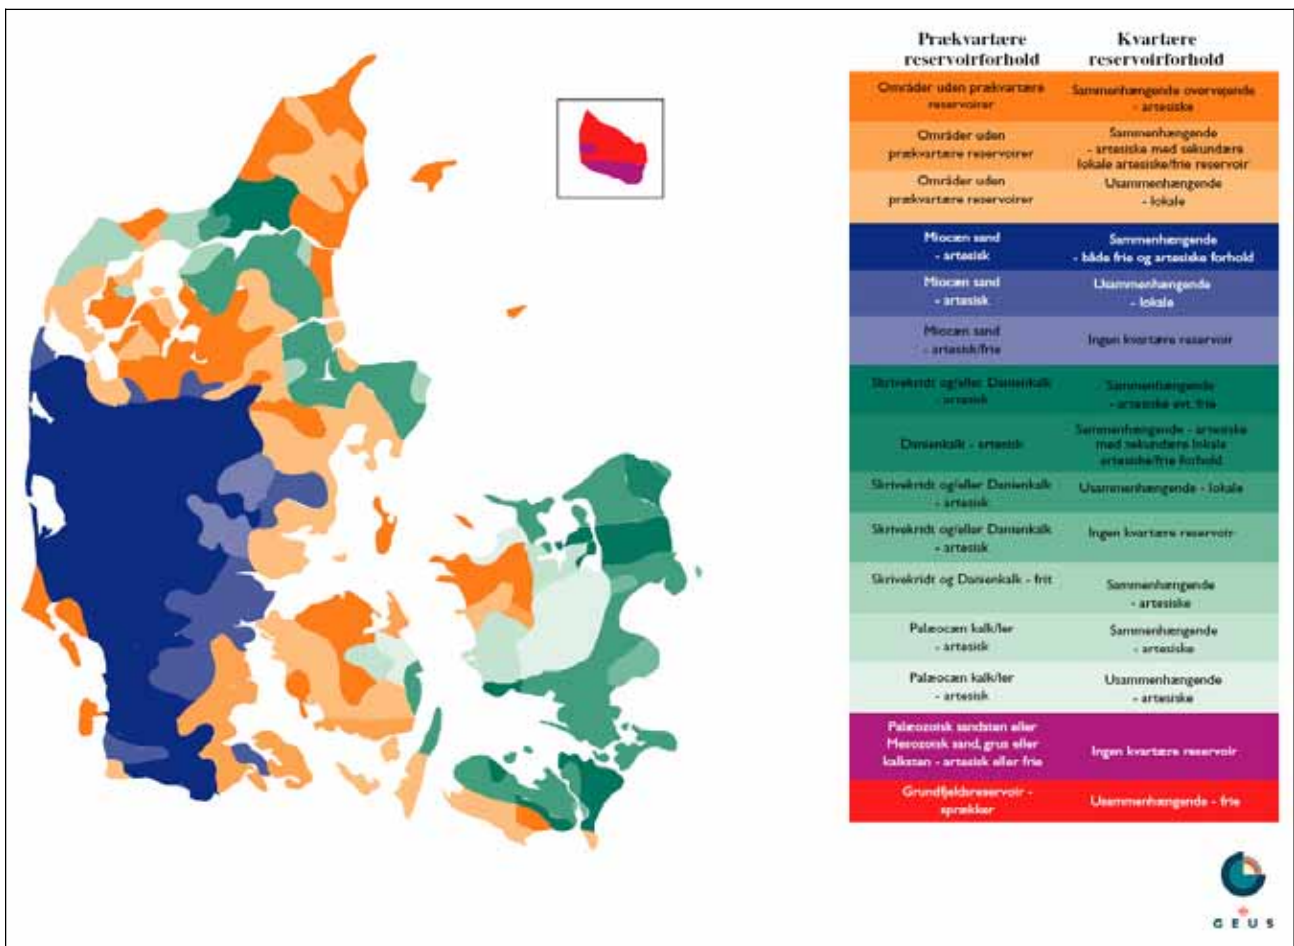 Prækvartære
reservoirforhold
Kvartære
reservoirforhold
Områder uden prækvartære
reservoirer
Sammenhængende overvejende
- artesiske
Områder uden
prækvartære reservoirer
Sammenhængende
- artesiske med sekundære
lokale artesiske/frie reservoir
Områder uden
prækvartære reservoirer
Usammenhængende
- lokale
Miocæn sand
- artesisk
Sammenhængende
- både frie og artesiske forhold
Miocæn sand
- artesisk
Usammenhængende
- lokale
Miocæn sand
- artesisk/frie
Ingen kvartære reservoir
Skrivekridt og/eller Danienkalk
- artesisk
Sammenhængende
- artesiske evt. frie
Danienkalk - artesisk
Sammenhængende - artesiske
med sekundære lokale
artesiske/frie forhold
Skrivekridt og/eller Danienkalk
- artesisk
Usammenhængende - lokale
Skrivekridt og/eller Danienkalk
- artesisk
Ingen kvartære reservoir
Skrivekridt og Danienkalk - frit
Sammenhængende
- artesiske
Palæocæn kalk/ler
- artesisk
Sammenhængende
- artesiske
Palæocæn kalk/ler
- artesisk
Usammenhængende
- artesiske
Palæozoisk sandsten eller
Mesozoisk sand, grus eller
kalksten - artesisk eller frie
Ingen kvartære reservoir
Grundfjeldsreservoir -
sprækker
Usammenhængende - frie
G E U S